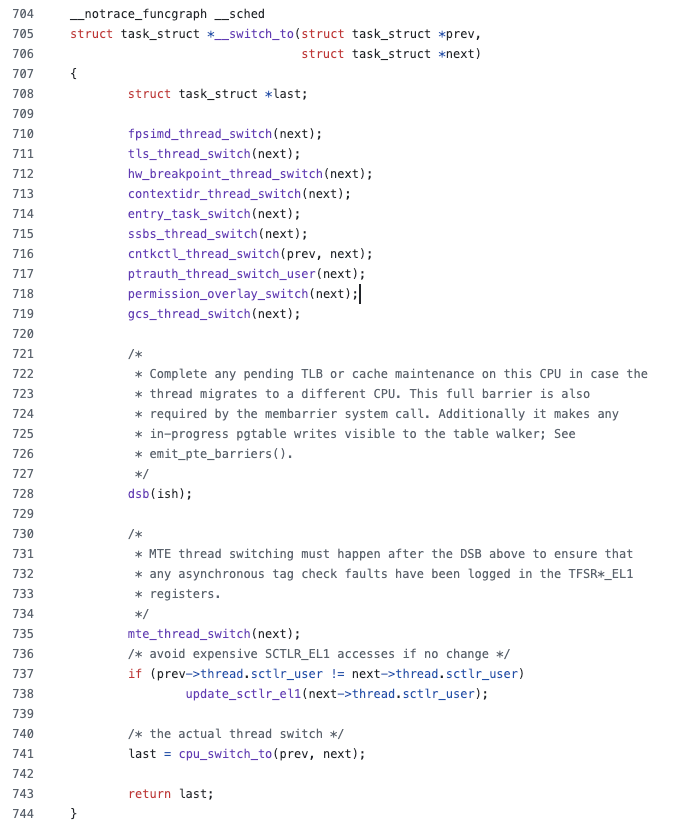 704 __notrace_funcgraph __sched
705 struct task_struct *__switch_to(struct task_struct *prev,
706                                 struct task_struct *next)
707 {
708         struct task_struct *last;
709
710         fpsimd_thread_switch(next);
711         tls_thread_switch(next);
712         hw_breakpoint_thread_switch(next);
713         contextidr_thread_switch(next);
714         entry_task_switch(next);
715         ssbs_thread_switch(next);
716         cntkctl_thread_switch(prev, next);
717         ptrauth_thread_switch_user(next);
718         permission_overlay_switch(next);
719         gcs_thread_switch(next);
720
721         /*
722          * Complete any pending TLB or cache maintenance on this CPU in case the
723          * thread migrates to a different CPU. This full barrier is also
724          * required by the membarrier system call. Additionally it makes any
725          * in-progress pgtable writes visible to the table walker; See
726          * emit_pte_barriers().
727          */
728         dsb(ish);
729
730         /*
731          * MTE thread switching must happen after the DSB above to ensure that
732          * any asynchronous tag check faults have been logged in the TFSR*_EL1
733          * registers.
734          */
735         mte_thread_switch(next);
736         /* avoid expensive SCTLR_EL1 accesses if no change */
737         if (prev->thread.sctlr_user != next->thread.sctlr_user)
738                 update_sctlr_el1(next->thread.sctlr_user);
739
740         /* the actual thread switch */
741         last = cpu_switch_to(prev, next);
742
743         return last;
744 }